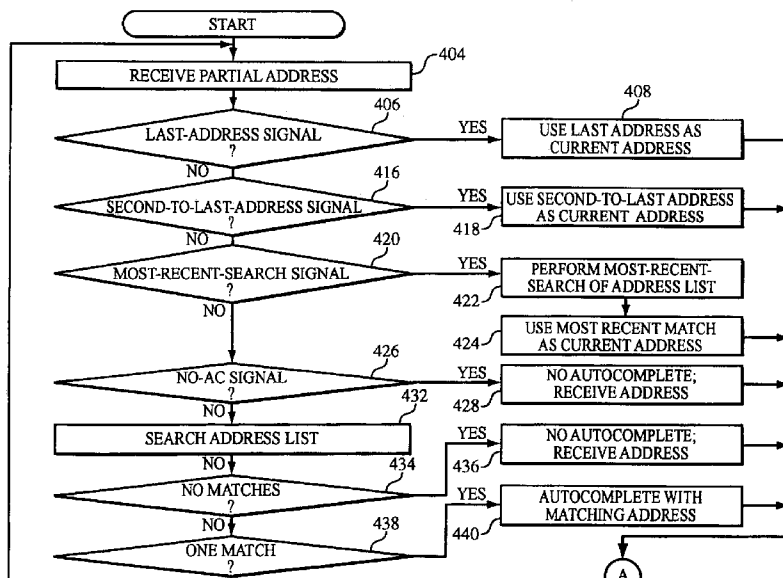 START
RECEIVE PARTIAL ADDRESS
404
LAST-ADDRESS SIGNAL
?
406
YES
408
USE LAST ADDRESS AS
CURRENT ADDRESS
NO
SECOND-TO-LAST-ADDRESS SIGNAL
?
416
YES
418
USE SECOND-TO-LAST ADDRESS
AS CURRENT ADDRESS
NO
MOST-RECENT-SEARCH SIGNAL
?
420
YES
422
PERFORM MOST-RECENT-
SEARCH OF ADDRESS LIST
NO
424
USE MOST RECENT MATCH
AS CURRENT ADDRESS
NO-AC SIGNAL
?
426
YES
428
NO AUTOCOMPLETE;
RECEIVE ADDRESS
NO
432
SEARCH ADDRESS LIST
NO
NO MATCHES
?
434
YES
436
NO AUTOCOMPLETE;
RECEIVE ADDRESS
NO
ONE MATCH
?
438
YES
440
AUTOCOMPLETE WITH
MATCHING ADDRESS
A